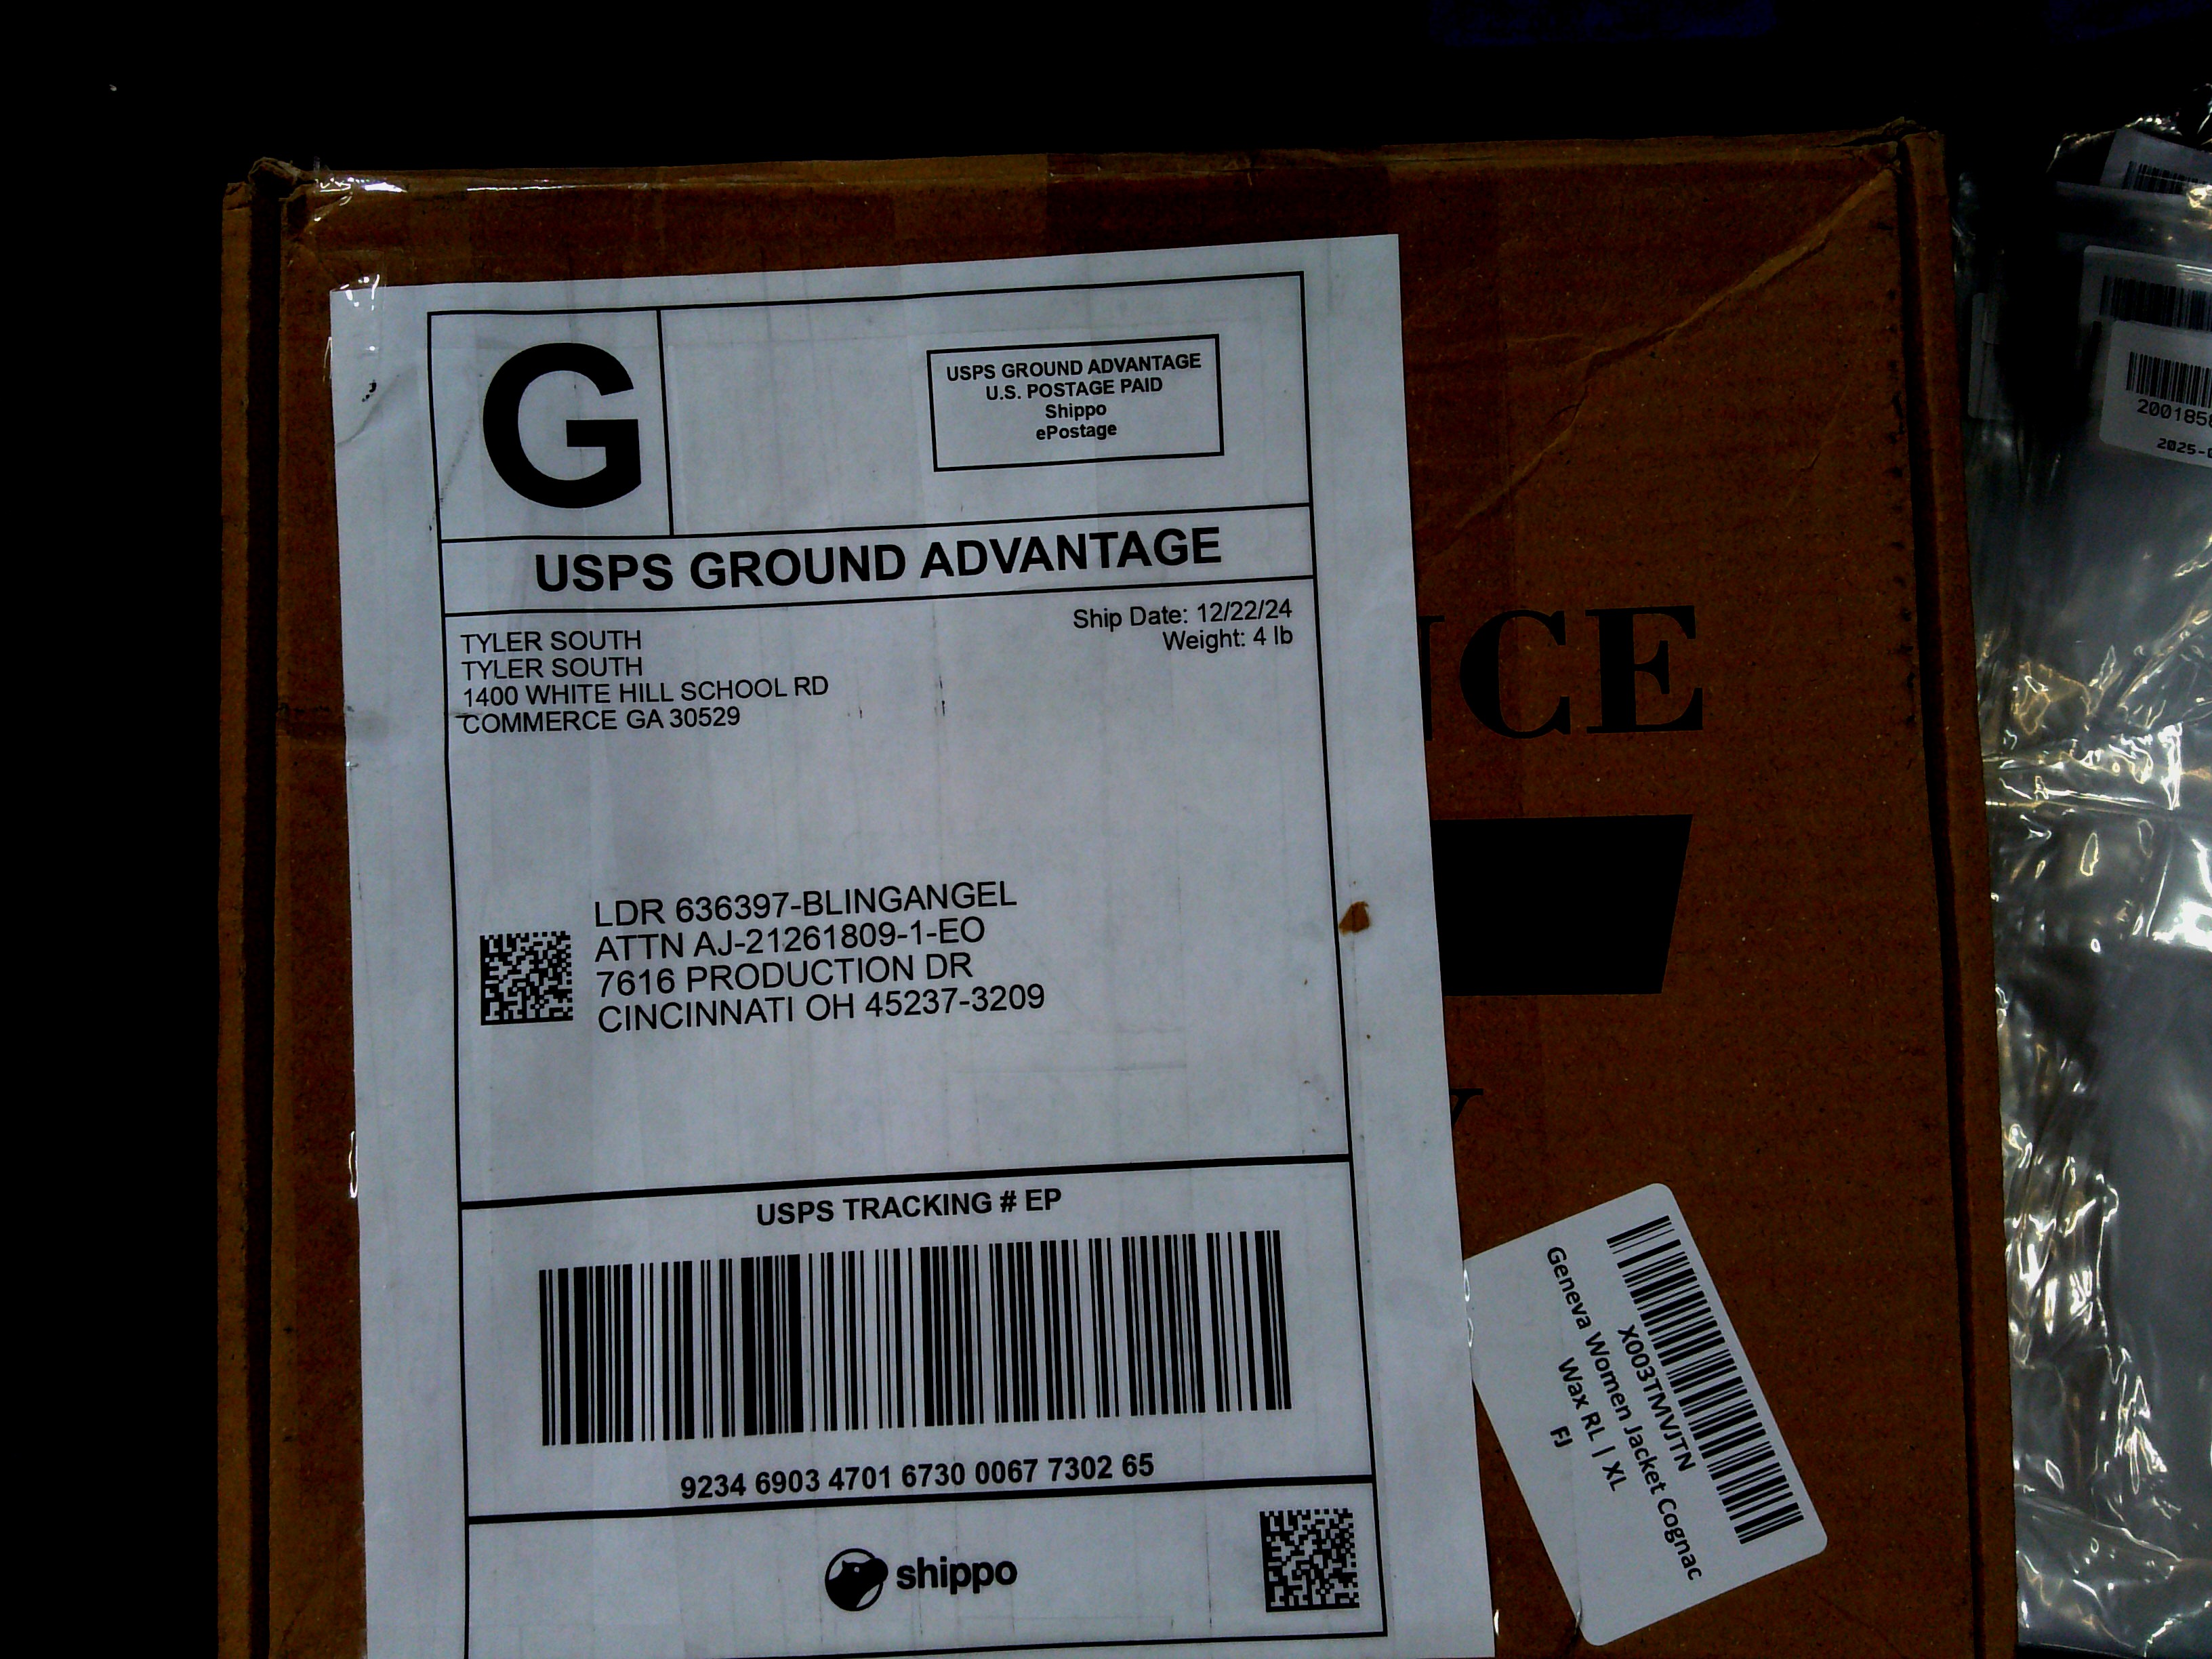 G
USPS GROUND ADVANTAGE
U.S. POSTAGE PAID
Shippo
ePostage
USPS GROUND ADVANTAGE
Ship Date: 12/22/24
Weight: 4 lb
TYLER SOUTH
TYLER SOUTH
1400 WHITE HILL SCHOOL RD
COMMERCE GA 30529
LDR 636397-BLINGANGEL
ATTN AJ-21261809-1-EO
7616 PRODUCTION DR
CINCINNATI OH 45237-3209
USPS TRACKING # EP
9234 6903 4701 6730 0067 7302 65
shippo
CE
X003TMVJTN
Geneva Women Jacket Cognac
Wax RL | XL
FJ